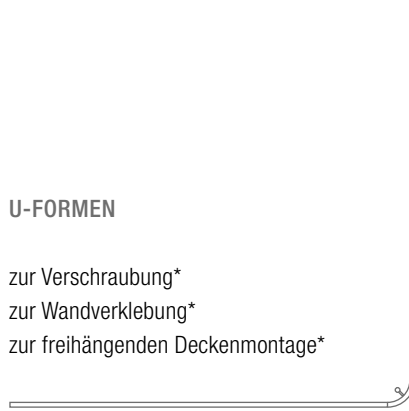 U-FORMEN
zur Verschraubung*
zur Wandverklebung*
zur freihängenden Deckenmontage*